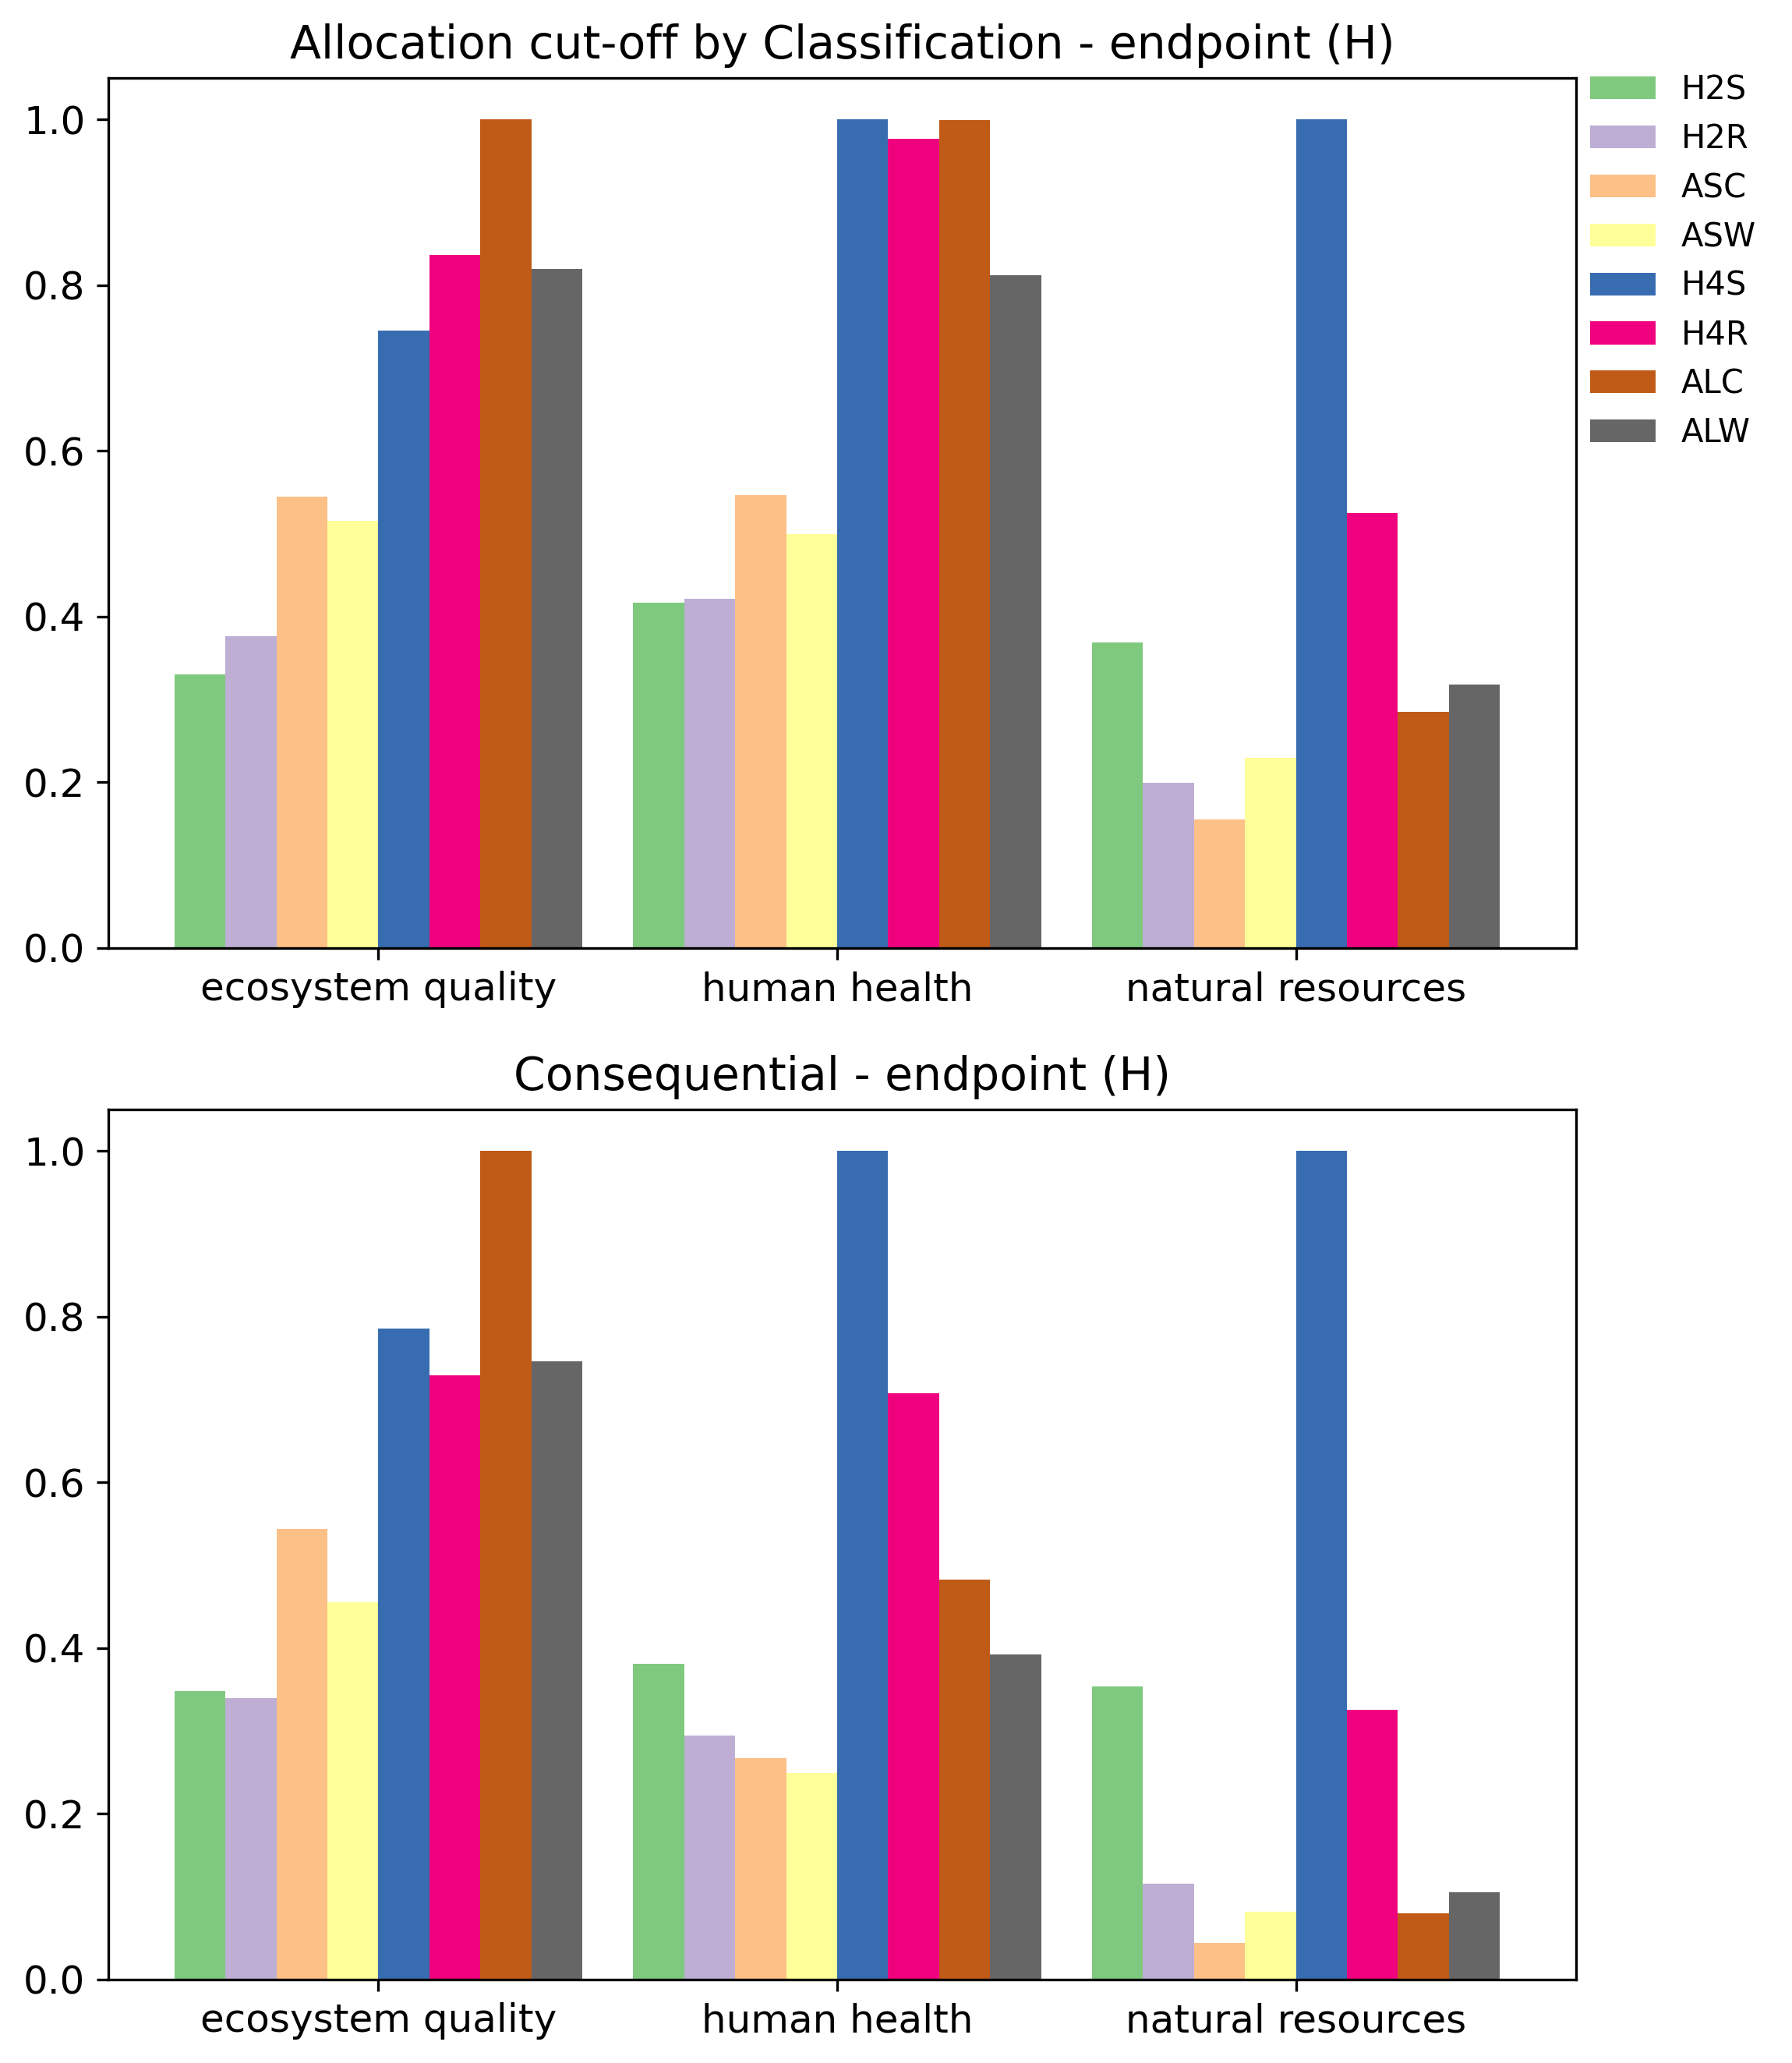 Allocation cut-off by Classification - endpoint (H)
1.0
0.8
0.6
0.4
0.2
0.0
ecosystem quality
human health
natural resources
H2S
H2R
ASC
ASW
H4S
H4R
ALC
ALW
Consequential - endpoint (H)
1.0
0.8
0.6
0.4
0.2
0.0
ecosystem quality
human health
natural resources